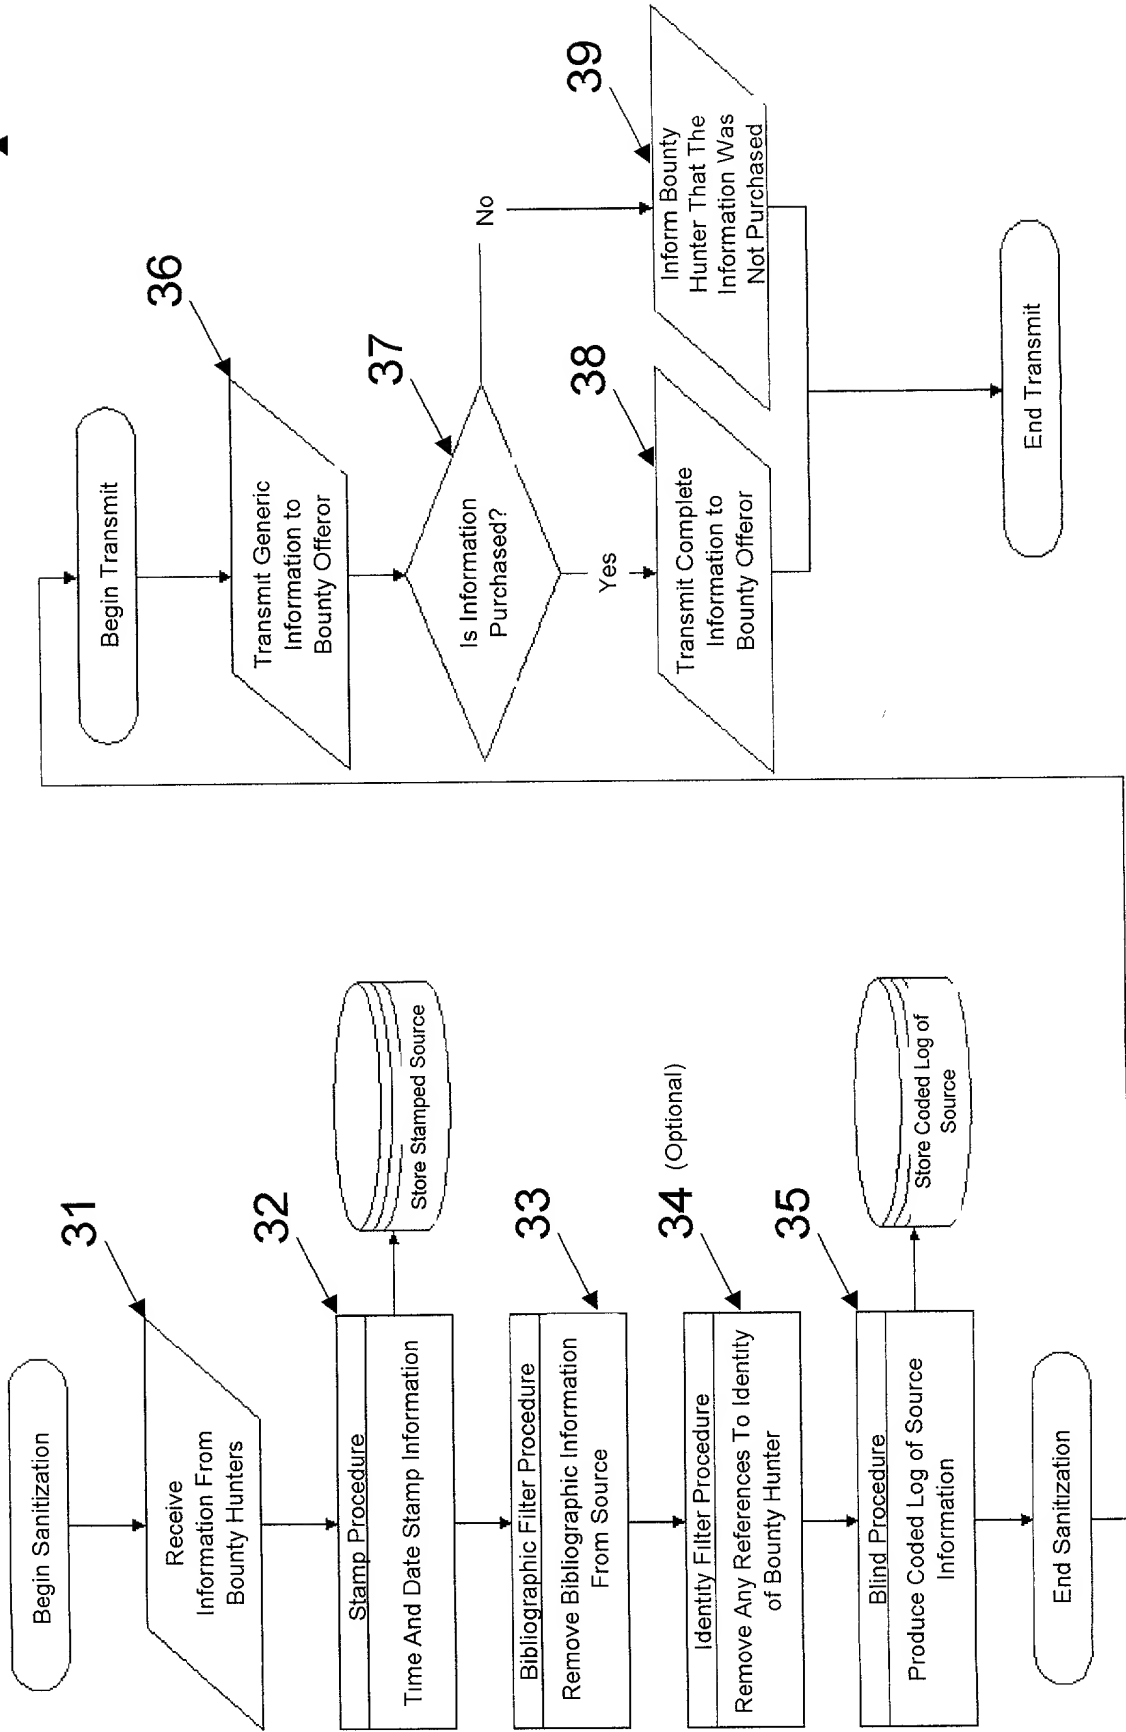 Begin Sanitization
31
Receive
Information From
Bounty Hunters
32
Stamp Procedure
Time And Date Stamp Information
Store Stamped Source
33
Bibliographic Filter Procedure
Remove Bibliographic Information
From Source
34 (Optional)
Identity Filter Procedure
Remove Any References To Identity
of Bounty Hunter
35
Blind Procedure
Produce Coded Log of Source
Information
Store Coded Log of
Source
End Sanitization
Begin Transmit
36
Transmit Generic
Information to
Bounty Offeror
37
Is Information
Purchased?
No
Yes
38
Transmit Complete
Information to
Bounty Offeror
39
Inform Bounty
Hunter That The
Information Was
Not Purchased
End Transmit